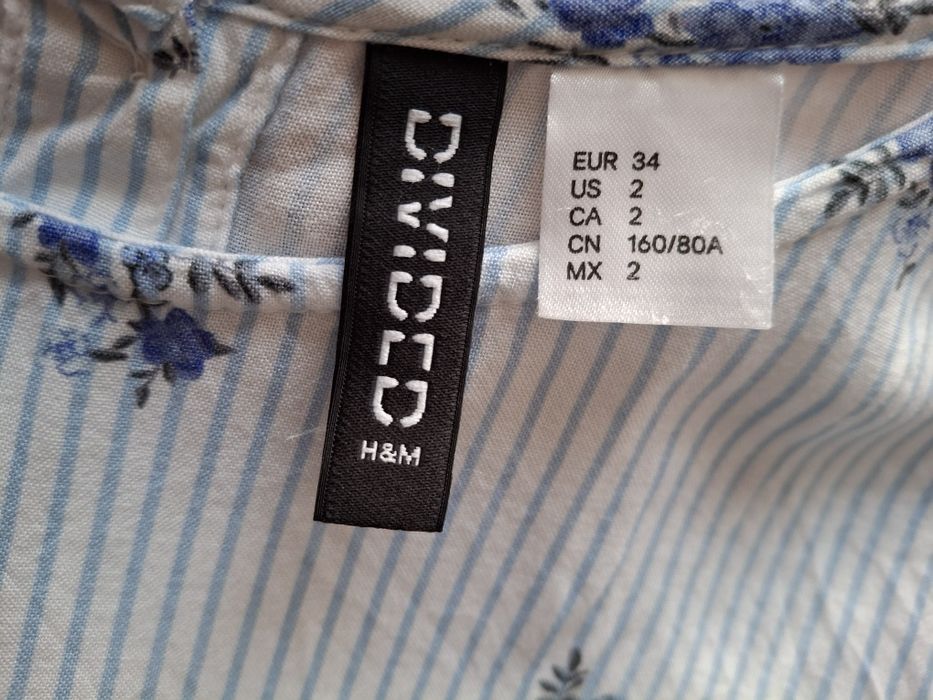 DIVIDED
H&M
EUR 34
US 2
CA 2
CN 160/80A
MX 2